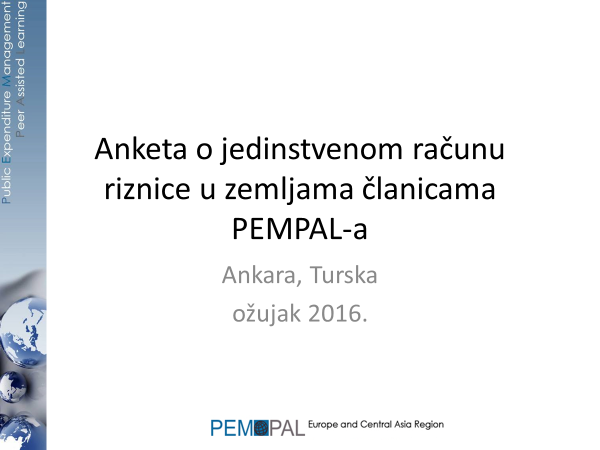 Public Expenditure Management
Peer Assisted Learning
Anketa o jedinstvenom računu
riznice u zemljama članicama
PEMPAL-a
Ankara, Turska
ožujak 2016.
PEMPAL Europe and Central Asia Region